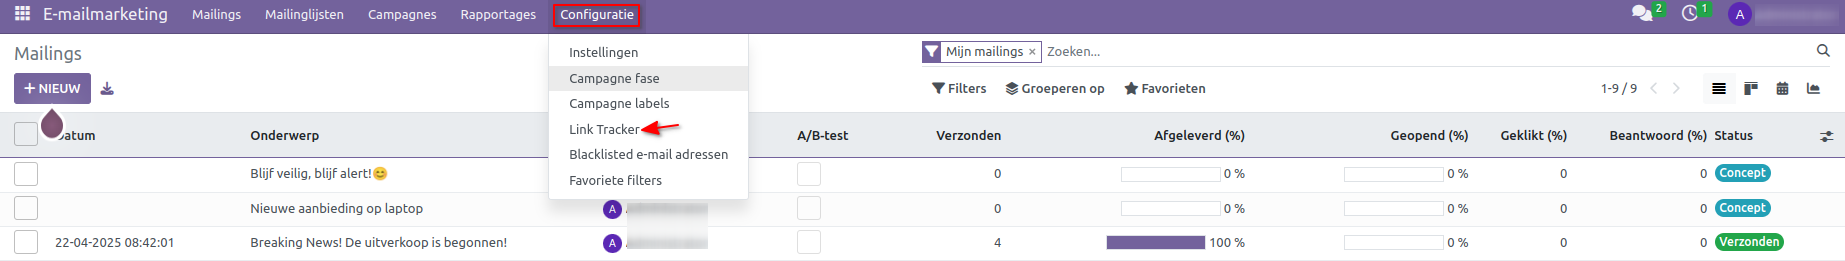 E-mailmarketing Mailings Mailinglijsten Campagnes Rapportages Configuratie 2 1 A
Mailings
Instellingen
Mijn mailings × Zoeken...
+ NIEUW
Campagne fase
Filters Groeperen op Favorieten 1-9 / 9
Campagne labels
Link Tracker
Blacklisted e-mail adressen
Favoriete filters
Datum Onderwerp A/B-test Verzonden Afgeleverd (%) Geopend (%) Geklikt (%) Beantwoord (%) Status
Blijf veilig, blijf alert!😊 0 0 % 0 % 0 0 Concept
Nieuwe aanbieding op laptop A 0 0 % 0 % 0 0 Concept
22-04-2025 08:42:01 Breaking News! De uitverkoop is begonnen! A 4 100 % 0 % 0 0 Verzonden